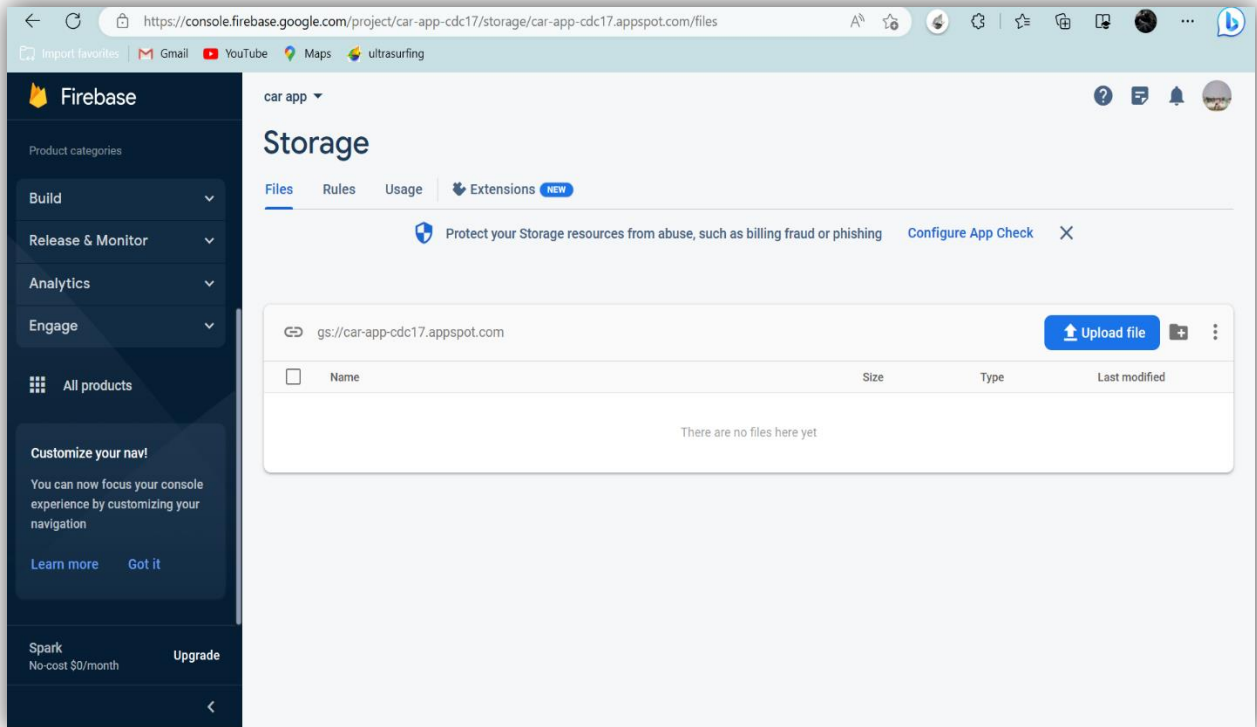 https://console.firebase.google.com/project/car-app-cdc17/storage/car-app-cdc17.appspot.com/files
Import favorites Gmail YouTube Maps ultrasurfing
Firebase
car app
Product categories
Storage
Files Rules Usage Extensions NEW
Build
Release & Monitor
Protect your Storage resources from abuse, such as billing fraud or phishing Configure App Check
Analytics
Engage
gs://car-app-cdc17.appspot.com Upload file
Name Size Type Last modified
All products
There are no files here yet
Customize your nav!
You can now focus your console
experience by customizing your
navigation
Learn more Got it
Spark
No-cost $0/month
Upgrade